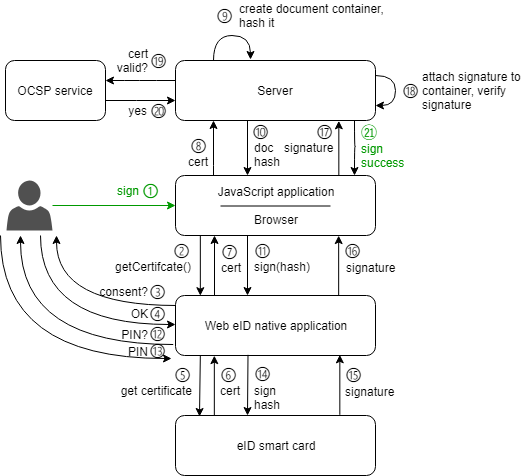 ⑨ create document container,
hash it
cert
valid? ⑲
OCSP service
Server
attach signature to
⑱ container, verify
signature
yes ⑳
⑧
cert
⑩
doc
hash
⑰
signature
㉑
sign
success
sign ①
JavaScript application
Browser
②
getCertifcate()
⑦
cert
⑪
sign(hash)
⑯
signature
consent? ③
OK ④
PIN? ⑫
PIN ⑬
Web eID native application
⑤
get certificate
⑥
cert
⑭
sign
hash
⑮
signature
eID smart card